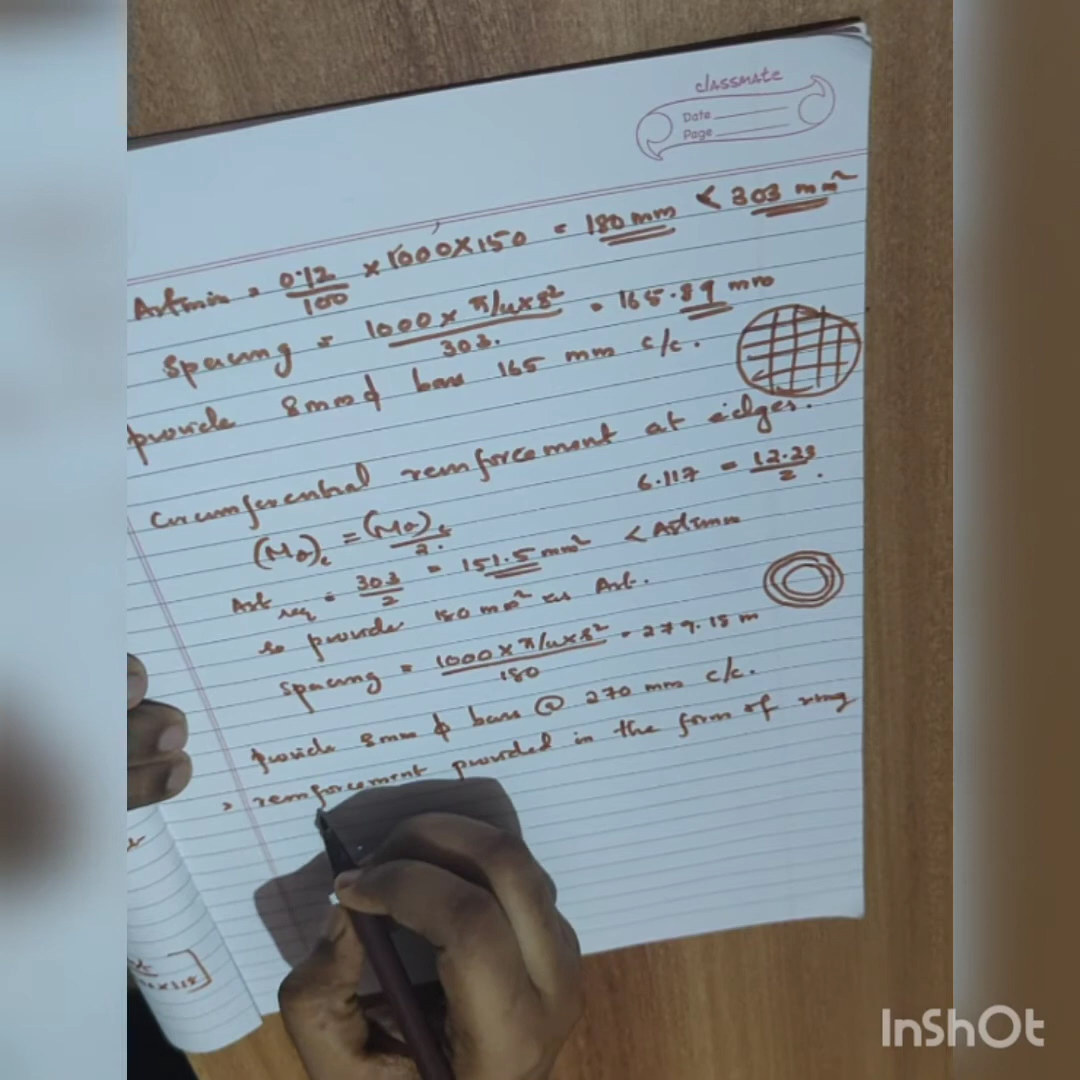 classmate
Date
Page
Astmin = 0.12/100 × 1000×150 = 180 mm < 303 mm²
Spacing = 1000 × π/4×8²/303. = 165.89 mm
provide 8mm ϕ bars 165 mm c/c.
Circumferential reinforcement at edges.
6.117 = 12.23/2.
(Mθ)e = (Mθ)c/2.
Ast req = 303/2 = 151.5 mm² < Astmin
so provide 180 mm² as Ast.
Spacing = 1000 × π/4×8²/180 = 279.15 m
provide 8mm ϕ bars @ 270 mm c/c.
> reinforcement provided in the form of ring
InShOt